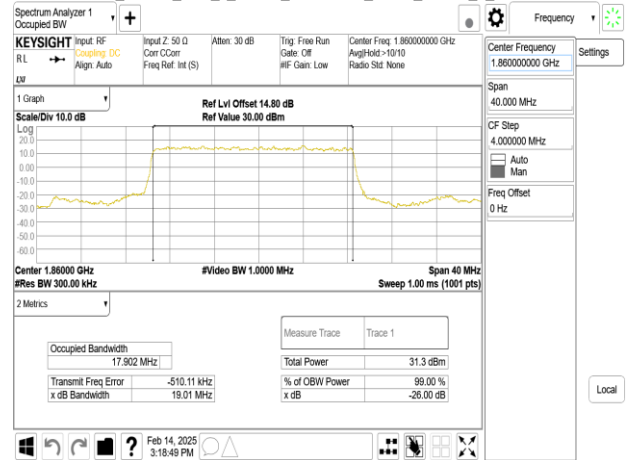 Spectrum Analyzer 1
Occupied BW
Frequency
KEYSIGHT
Input: RF
Input Z: 50 Ω
Atten: 30 dB
Trig: Free Run
Center Freq: 1.860000000 GHz
RL
Coupling: DC
Corr CCorr
Gate: Off
Avg|Hold:>10/10
Align: Auto
Freq Ref: Int (S)
#IF Gain: Low
Radio Std: None
LXI
Center Frequency
1.860000000 GHz
Settings
Span
40.000 MHz
CF Step
4.000000 MHz
Auto
Man
Freq Offset
0 Hz
1 Graph
Ref Lvl Offset 14.80 dB
Scale/Div 10.0 dB
Ref Value 30.00 dBm
Log
20.0
10.0
0.00
-10.0
-20.0
-30.0
-40.0
-50.0
-60.0
Center 1.86000 GHz
#Video BW 1.0000 MHz
Span 40 MHz
#Res BW 300.00 kHz
Sweep 1.00 ms (1001 pts)
2 Metrics
Measure Trace
Trace 1
Occupied Bandwidth
17.902 MHz
Total Power
31.3 dBm
Transmit Freq Error
-510.11 kHz
% of OBW Power
99.00 %
x dB Bandwidth
19.01 MHz
x dB
-26.00 dB
Local
?
Feb 14, 2025
3:18:49 PM